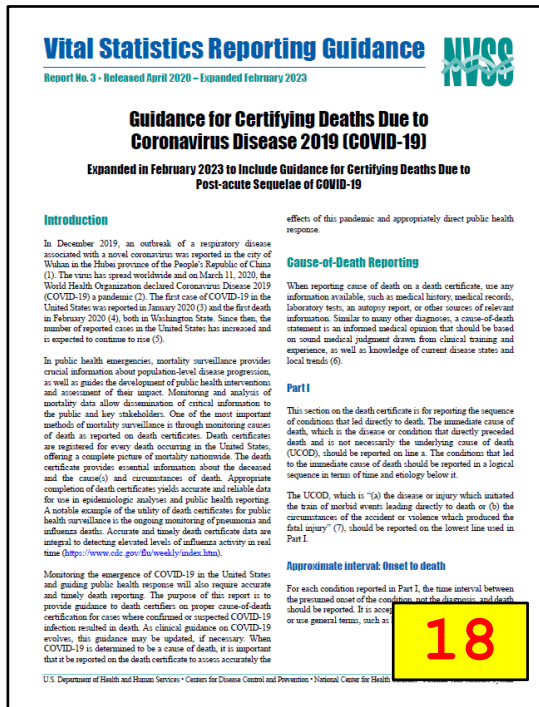 Vital Statistics Reporting Guidance
NVSS
Report No. 3 • Released April 2020 – Expanded February 2023
Guidance for Certifying Deaths Due to
Coronavirus Disease 2019 (COVID-19)
Expanded in February 2023 to Include Guidance for Certifying Deaths Due to
Post-acute Sequelae of COVID-19
Introduction
In December 2019, an outbreak of a respiratory disease
associated with a novel coronavirus was reported in the city of
Wuhan in the Hubei province of the People's Republic of China
(1). The virus has spread worldwide and on March 11, 2020, the
World Health Organization declared Coronavirus Disease 2019
(COVID-19) a pandemic (2). The first case of COVID-19 in the
United States was reported in January 2020 (3) and the first death
in February 2020 (4), both in Washington State. Since then, the
number of reported cases in the United States has increased and
is expected to continue to rise (5).
In public health emergencies, mortality surveillance provides
crucial information about population-level disease progression,
as well as guides the development of public health interventions
and assessment of their impact. Monitoring and analysis of
mortality data allow dissemination of critical information to
the public and key stakeholders. One of the most important
methods of mortality surveillance is through monitoring causes
of death as reported on death certificates. Death certificates
are registered for every death occurring in the United States,
offering a complete picture of mortality nationwide. The death
certificate provides essential information about the deceased
and the cause(s) and circumstances of death. Appropriate
completion of death certificates yields accurate and reliable data
for use in epidemiologic analyses and public health reporting.
A notable example of the utility of death certificates for public
health surveillance is the ongoing monitoring of pneumonia and
influenza deaths. Accurate and timely death certificate data are
integral to detecting elevated levels of influenza activity in real
time (https://www.cdc.gov/flu/weekly/index.htm).
Monitoring the emergence of COVID-19 in the United States
and guiding public health response will also require accurate
and timely death reporting. The purpose of this report is to
provide guidance to death certifiers on proper cause-of-death
certification for cases where confirmed or suspected COVID-19
infection resulted in death. As clinical guidance on COVID-19
evolves, this guidance may be updated, if necessary. When
COVID-19 is determined to be a cause of death, it is important
that it be reported on the death certificate to assess accurately the
effects of this pandemic and appropriately direct public health
response.
Cause-of-Death Reporting
When reporting cause of death on a death certificate, use any
information available, such as medical history, medical records,
laboratory tests, an autopsy report, or other sources of relevant
information. Similar to many other diagnoses, a cause-of-death
statement is an informed medical opinion that should be based
on sound medical judgment drawn from clinical training and
experience, as well as knowledge of current disease states and
local trends (6).
Part I
This section on the death certificate is for reporting the sequence
of conditions that led directly to death. The immediate cause of
death, which is the disease or condition that directly preceded
death and is not necessarily the underlying cause of death
(UCOD), should be reported on line a. The conditions that led
to the immediate cause of death should be reported in a logical
sequence in terms of time and etiology below it.
The UCOD, which is "(a) the disease or injury which initiated
the train of morbid events leading directly to death or (b) the
circumstances of the accident or violence which produced the
fatal injury" (7), should be reported on the lowest line used in
Part I.
Approximate interval: Onset to death
For each condition reported in Part I, the time interval between
the presumed onset of the condition, not the diagnosis, and death
should be reported. It is
or use general terms, such as
18
U.S. Department of Health and Human Services • Centers for Disease Control and Prevention • National Center for Health